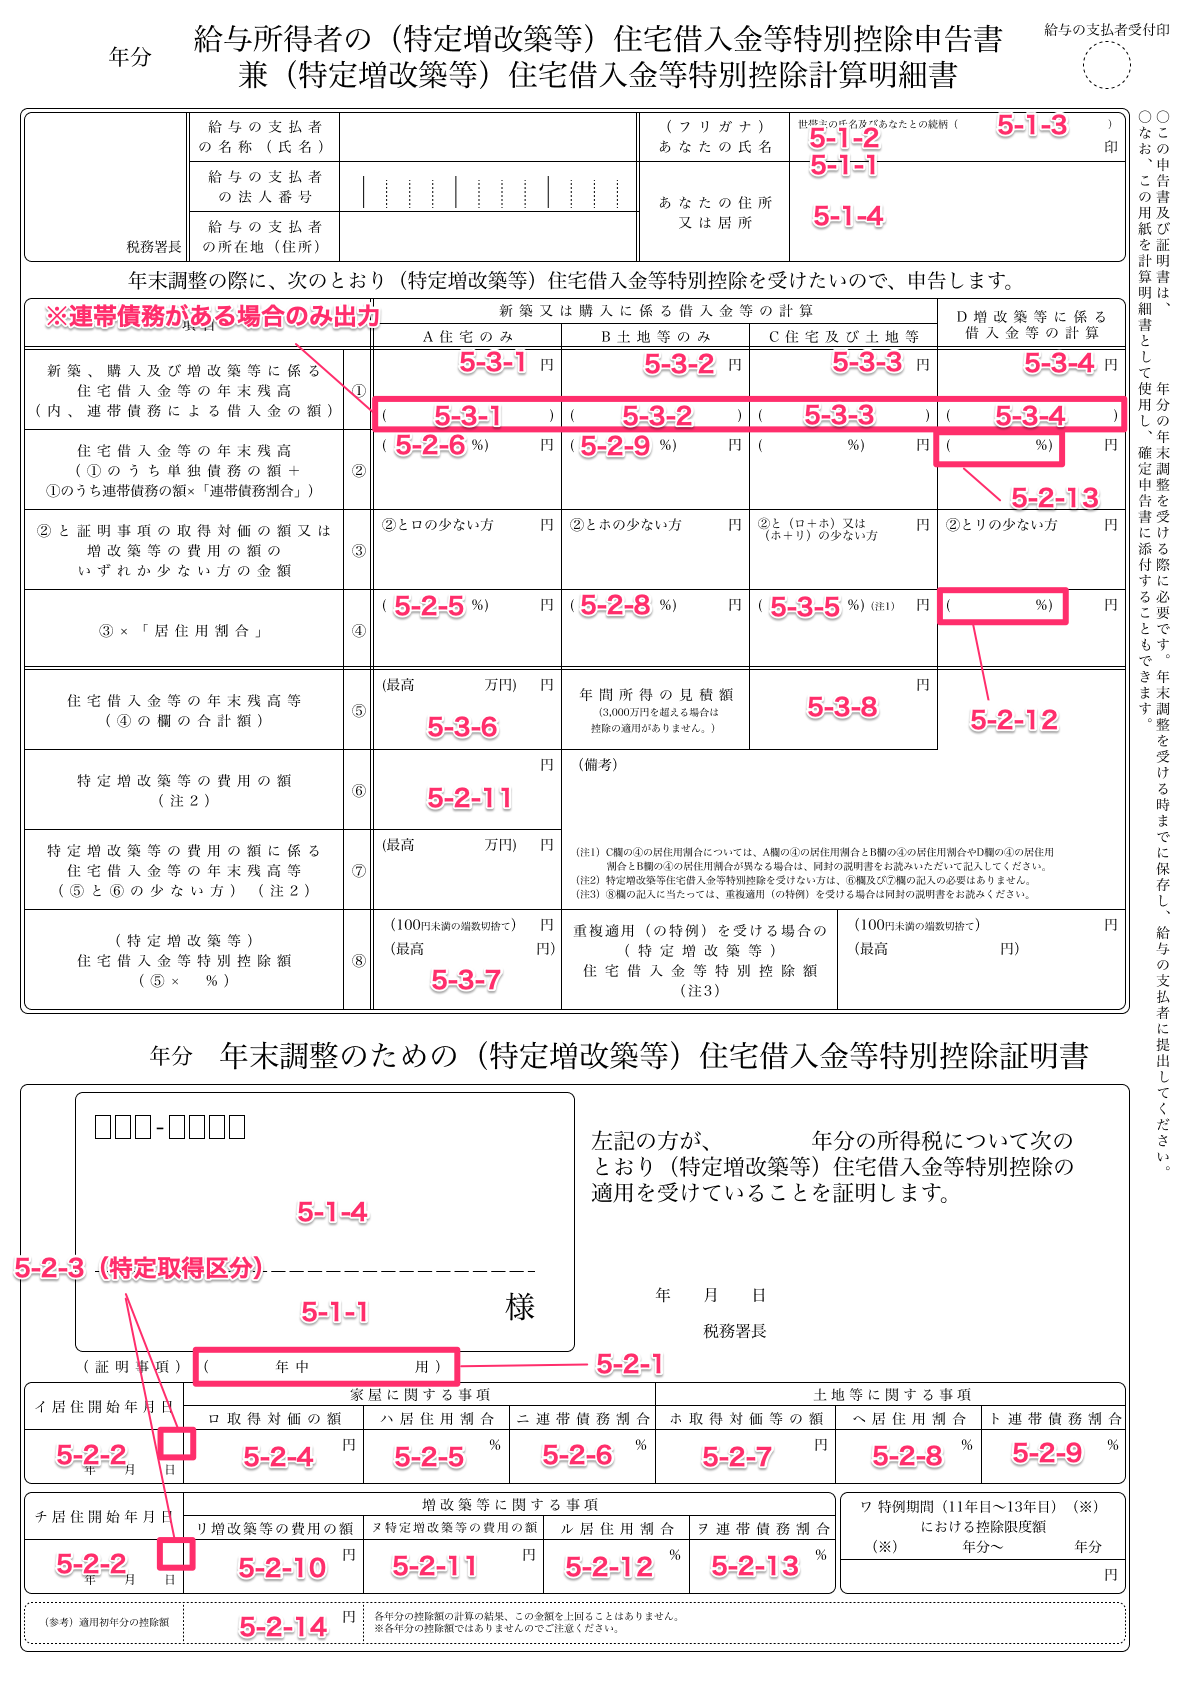 年分
給与所得者の（特定増改築等）住宅借入金等特別控除申告書
兼（特定増改築等）住宅借入金等特別控除計算明細書
給与の支払者受付印
税務署長
給与の支払者
の名称（氏名）
給与の支払者
の法人番号
給与の支払者
の所在地（住所）
（フリガナ）
あなたの氏名
世帯主の氏名及びあなたとの続柄（ 5-1-3 ）
5-1-2
印
5-1-1
あなたの住所
又は居所
5-1-4
年末調整の際に、次のとおり（特定増改築等）住宅借入金等特別控除を受けたいので、申告します。
※連帯債務がある場合のみ出力
項目
新築又は購入に係る借入金等の計算
A住宅のみ
B土地等のみ
C住宅及び土地等
D増改築等に係る
借入金等の計算
新築、購入及び増改築等に係る
住宅借入金等の年末残高
（内、連帯債務による借入金の額）
①
5-3-1 円
5-3-2 円
5-3-3 円
5-3-4 円
( 5-3-1 )
( 5-3-2 )
( 5-3-3 )
( 5-3-4 )
住宅借入金等の年末残高
（①のうち単独債務の額＋
①のうち連帯債務の額×「連帯債務割合」）
②
( 5-2-6 %) 円
( 5-2-9 %) 円
( %) 円
( %) 円
5-2-13
②と証明事項の取得対価の額又は
増改築等の費用の額の
いずれか少ない方の金額
③
②とロの少ない方 円
②とホの少ない方 円
②と（ロ＋ホ）又は
（ホ＋リ）の少ない方
円
②とリの少ない方 円
③×「居住用割合」
④
( 5-2-5 %) 円
( 5-2-8 %) 円
( 5-3-5 %) (注1) 円
( %) 円
5-2-12
住宅借入金等の年末残高等
（④の欄の合計額）
⑤
(最高 万円) 円
5-3-6
年間所得の見積額
（3,000万円を超える場合は
控除の適用がありません。）
円
5-3-8
特定増改築等の費用の額
（注2）
⑥
円
5-2-11
（備考）
特定増改築等の費用の額に係る
住宅借入金等の年末残高等
（⑤と⑥の少ない方）（注2）
⑦
(最高 万円) 円
（注1）C欄の④の居住用割合については、A欄の④の居住用割合とB欄の④の居住用割合やD欄の④の居住用
割合とB欄の④の居住用割合が異なる場合は、同封の説明書をお読みいただいて記入してください。
（注2）特定増改築等住宅借入金等特別控除を受けない方は、⑥欄及び⑦欄の記入の必要はありません。
（注3）⑧欄の記入に当たっては、重複適用（の特例）を受ける場合は同封の説明書をお読みください。
（特定増改築等）
住宅借入金等特別控除額
（⑤× %）
⑧
（100円未満の端数切捨て） 円
（最高 円）
5-3-7
重複適用（の特例）を受ける場合の
（特定増改築等）
住宅借入金等特別控除額
（注3）
（100円未満の端数切捨て） 円
（最高 円）
○この申告書及び証明書は、 年分の年末調整を受ける際に必要です。年末調整を受ける時までに保存し、給与の支払者に提出してください。
○なお、この用紙を計算明細書として使用し、確定申告書に添付することもできます。
年分 年末調整のための（特定増改築等）住宅借入金等特別控除証明書
□□□-□□□□
5-1-4
5-2-3（特定取得区分）
5-1-1
様
左記の方が、 年分の所得税について次の
とおり（特定増改築等）住宅借入金等特別控除の
適用を受けていることを証明します。
年 月 日
税務署長
（証明事項）（ 年中 用）
5-2-1
イ居住開始年月日
家屋に関する事項
土地等に関する事項
ロ取得対価の額
ハ居住用割合
ニ連帯債務割合
ホ取得対価等の額
ヘ居住用割合
ト連帯債務割合
5-2-2
年 月 日
5-2-4 円
5-2-5 %
5-2-6 %
5-2-7 円
5-2-8 %
5-2-9 %
チ居住開始年月日
増改築等に関する事項
リ増改築等の費用の額
ヌ特定増改築等の費用の額
ル居住用割合
ヲ連帯債務割合
5-2-2
年 月 日
5-2-10 円
5-2-11 円
5-2-12 %
5-2-13 %
ワ 特例期間（11年目～13年目）（※）
における控除限度額
（※） 年分～ 年分
円
（参考）適用初年分の控除額
5-2-14 円
各年分の控除額の計算の結果、この金額を上回ることはありません。
※各年分の控除額ではありませんのでご注意ください。